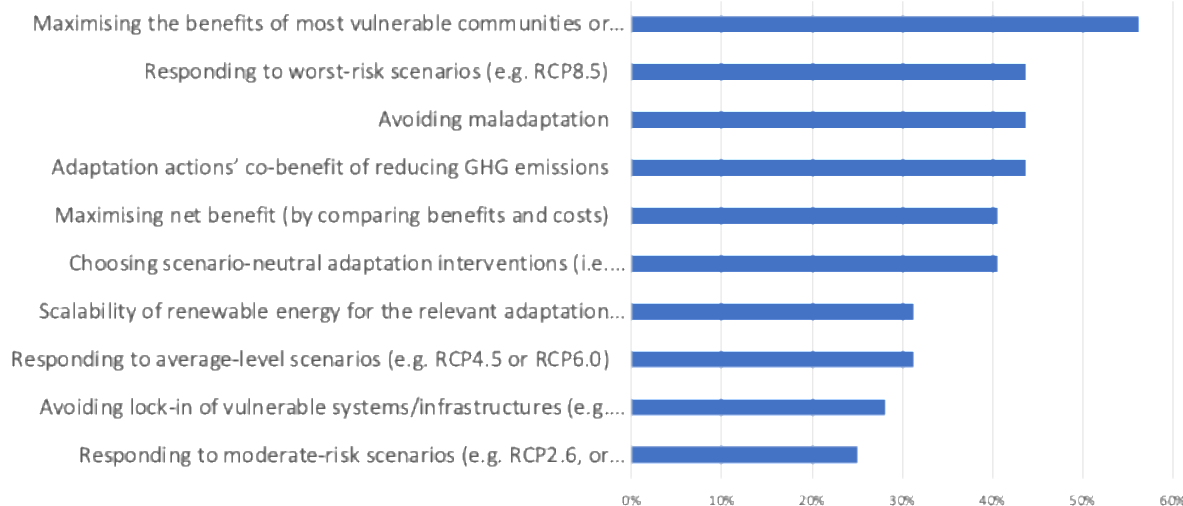 Maximising the benefits of most vulnerable communities or...
Responding to worst-risk scenarios (e.g. RCP8.5)
Avoiding maladaptation
Adaptation actions’ co-benefit of reducing GHG emissions
Maximising net benefit (by comparing benefits and costs)
Choosing scenario-neutral adaptation interventions (i.e....
Scalability of renewable energy for the relevant adaptation...
Responding to average-level scenarios (e.g. RCP4.5 or RCP6.0)
Avoiding lock-in of vulnerable systems/infrastructures (e.g....
Responding to moderate-risk scenarios (e.g. RCP2.6, or...
0% 10% 20% 30% 40% 50% 60%